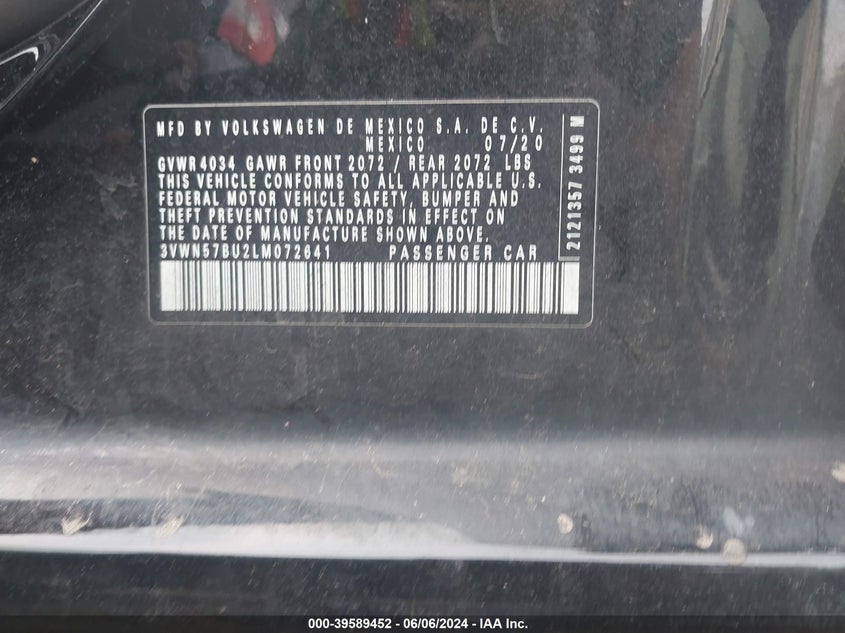 MFD BY VOLKSWAGEN DE MEXICO S.A. DE C.V.
MEXICO 07/20
GVWR 4034 GAWR FRONT 2072 / REAR 2072 LBS
THIS VEHICLE CONFORMS TO ALL APPLICABLE U.S.
FEDERAL MOTOR VEHICLE SAFETY, BUMPER AND
THEFT PREVENTION STANDARDS IN EFFECT ON
THE DATE OF MANUFACTURE SHOWN ABOVE.
3VWN57BU2LM072641 PASSENGER CAR
2121357 3499 M
000-39589452 - 06/06/2024 - IAA Inc.